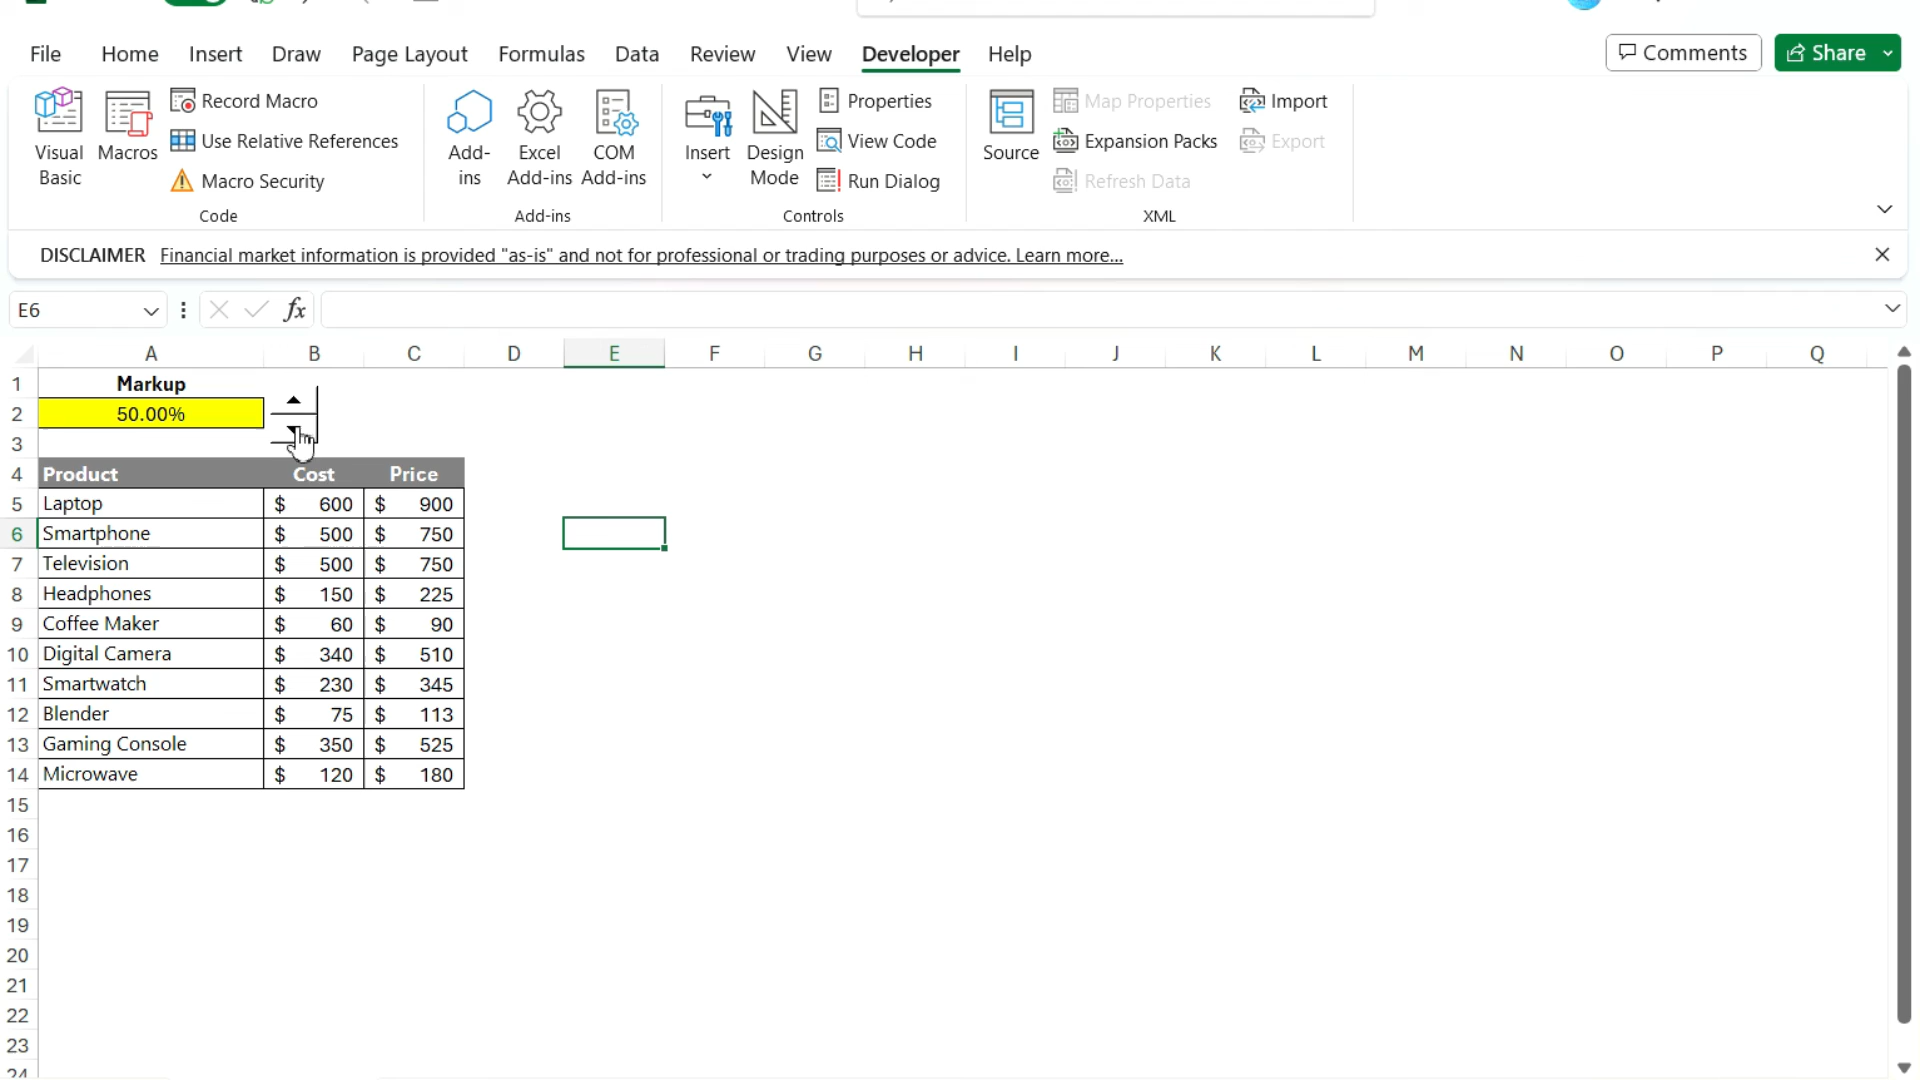 File Home Insert Draw Page Layout Formulas Data Review View Developer Help Comments Share
Visual Basic
Macros
Record Macro
Use Relative References
Macro Security
Code
Add-ins
Excel Add-ins
COM Add-ins
Add-ins
Insert
Design Mode
Properties
View Code
Run Dialog
Controls
Source
Map Properties
Expansion Packs
Refresh Data
Import
Export
XML
DISCLAIMER Financial market information is provided "as-is" and not for professional or trading purposes or advice. Learn more...
E6 fx
A B C D E F G H I J K L M N O P Q
1 Markup
2 50.00%
3
4 Product Cost Price
5 Laptop $ 600 $ 900
6 Smartphone $ 500 $ 750
7 Television $ 500 $ 750
8 Headphones $ 150 $ 225
9 Coffee Maker $ 60 $ 90
10 Digital Camera $ 340 $ 510
11 Smartwatch $ 230 $ 345
12 Blender $ 75 $ 113
13 Gaming Console $ 350 $ 525
14 Microwave $ 120 $ 180
15
16
17
18
19
20
21
22
23
24